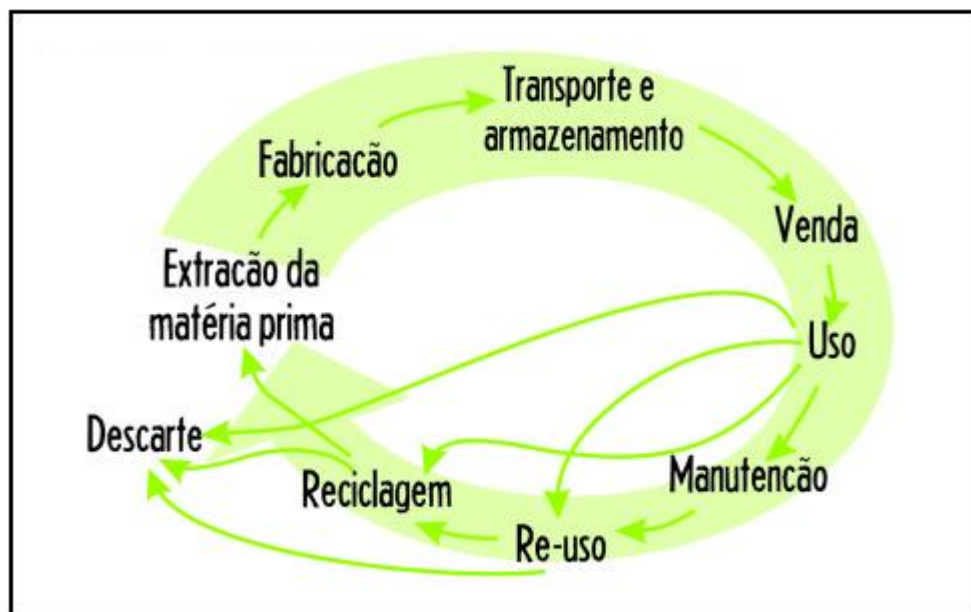 Transporte e
armazenamento
Fabricacão
Venda
Extracão da
matéria prima
Uso
Descarte
Manutencão
Reciclagem
Re-uso